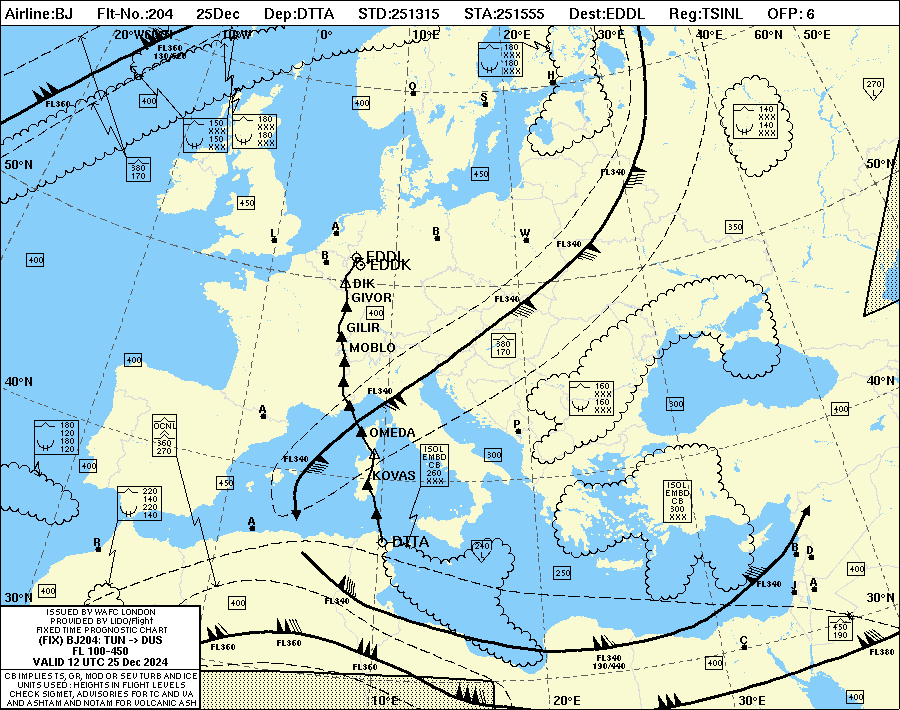 Airline:BJ Flt-No.:204 25Dec Dep:DTTA STD:251315 STA:251555 Dest:EDDL Reg:TSINL OFP: 6
20°W 10°W 0° 10°E 20°E 30°E 40°E 60°N 50°E
FL360
130/520
FL360
400
400
180
XXX
180
XXX
H
O
S
270
L
150
XXX
150
XXX
180
XXX
180
XXX
140
XXX
140
XXX
50°N
380
170
450
FL340
450
50°N
L
A
B
B
W
FL340
350
400
EDDL
EDDK
DIK
GIVOR
FL340
400
GILIR
MOBLO
380
170
400
40°N
FL340
160
XXX
160
XXX
300
40°N
400
A
180
120
180
120
OCNL
360
270
OMEDA
P
400
450
FL340
KOVAS
ISOL
EMBD
CB
260
XXX
300
ISOL
EMBD
CB
300
XXX
220
140
220
140
A
R
DTTA
240
L
250
B
D
400
FL340
J
A
30°N
400
400
FL340
30°N
450
190
FL360
FL360
FL340
190/440
C
400
FL380
ISSUED BY WAFC LONDON
PROVIDED BY LIDO/Flight
FIXED TIME PROGNOSTIC CHART
(FIX) BJ204: TUN -> DUS
FL 100-450
VALID 12 UTC 25 Dec 2024
CB IMPLIES TS, GR, MOD OR SEV TURB AND ICE
UNITS USED: HEIGHTS IN FLIGHT LEVELS
CHECK SIGMET, ADVISORIES FOR TC AND VA
AND ASHTAM AND NOTAM FOR VOLCANIC ASH
10°E 20°E 30°E
400